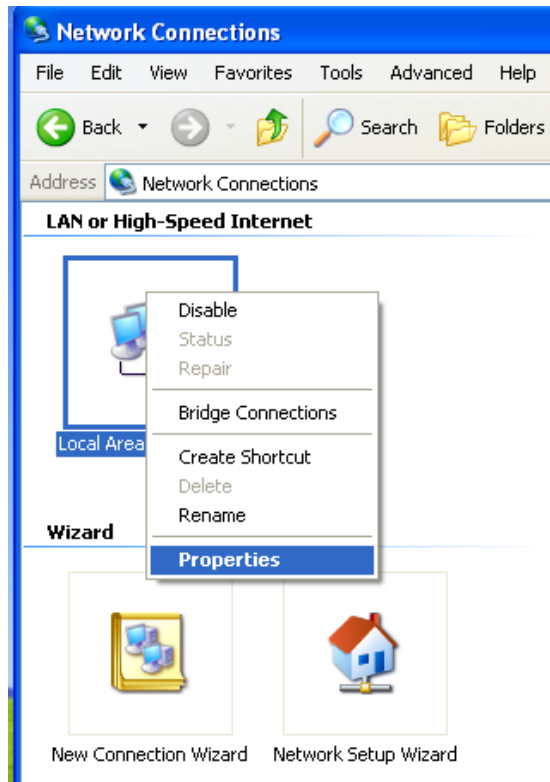 Network Connections
File Edit View Favorites Tools Advanced Help
Back Search Folders
Address Network Connections
LAN or High-Speed Internet
Disable
Status
Repair
Bridge Connections
Local Area
Create Shortcut
Delete
Rename
Wizard
Properties
New Connection Wizard Network Setup Wizard